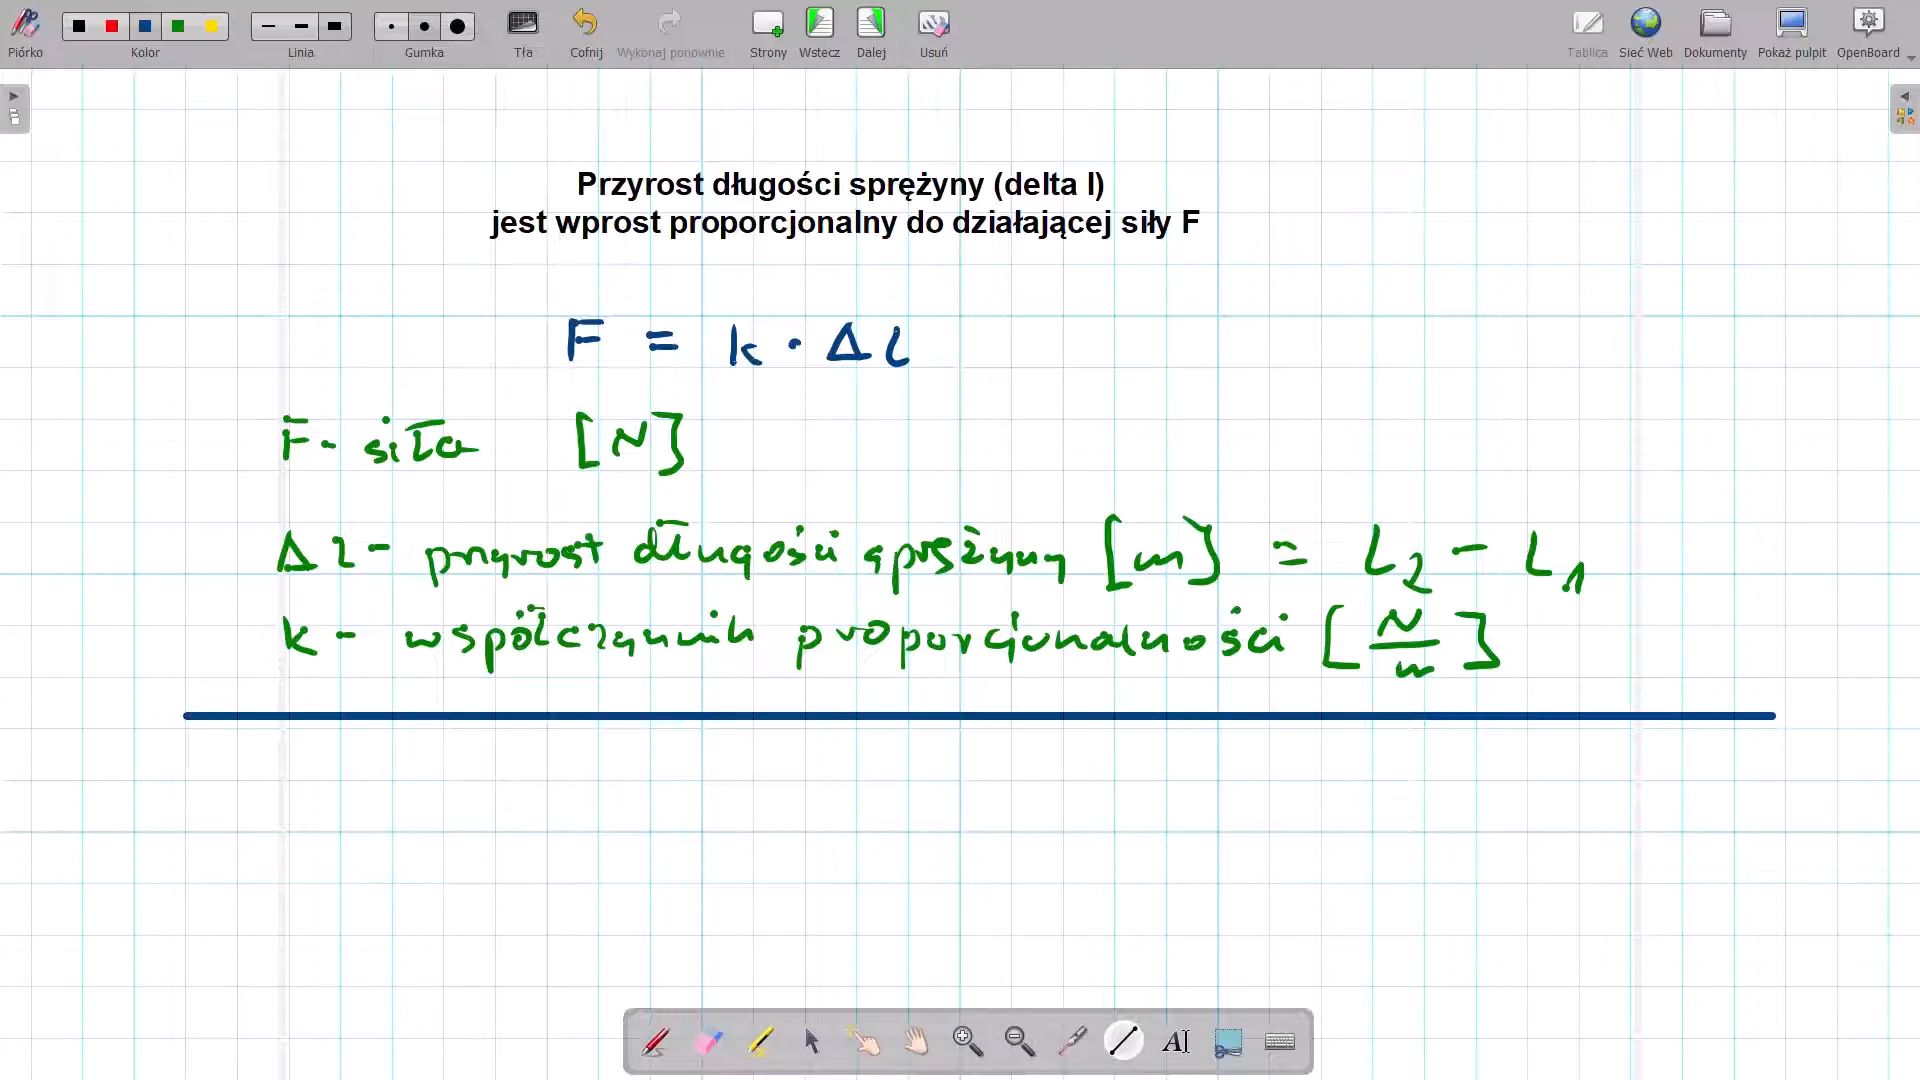 Piórko Kolor Linia Gumka Tła Cofnij Wykonaj ponownie Strony Wstecz Dalej Usuń Tablica Sieć Web Dokumenty Pokaż pulpit OpenBoard
Przyrost długości sprężyny (delta l)
jest wprost proporcjonalny do działającej siły F
F = k · Δl
F - siła [N]
Δl - przyrost długości sprężyny [m] = L₂ - L₁
k - współczynnik proporcjonalności [N/m]
AI